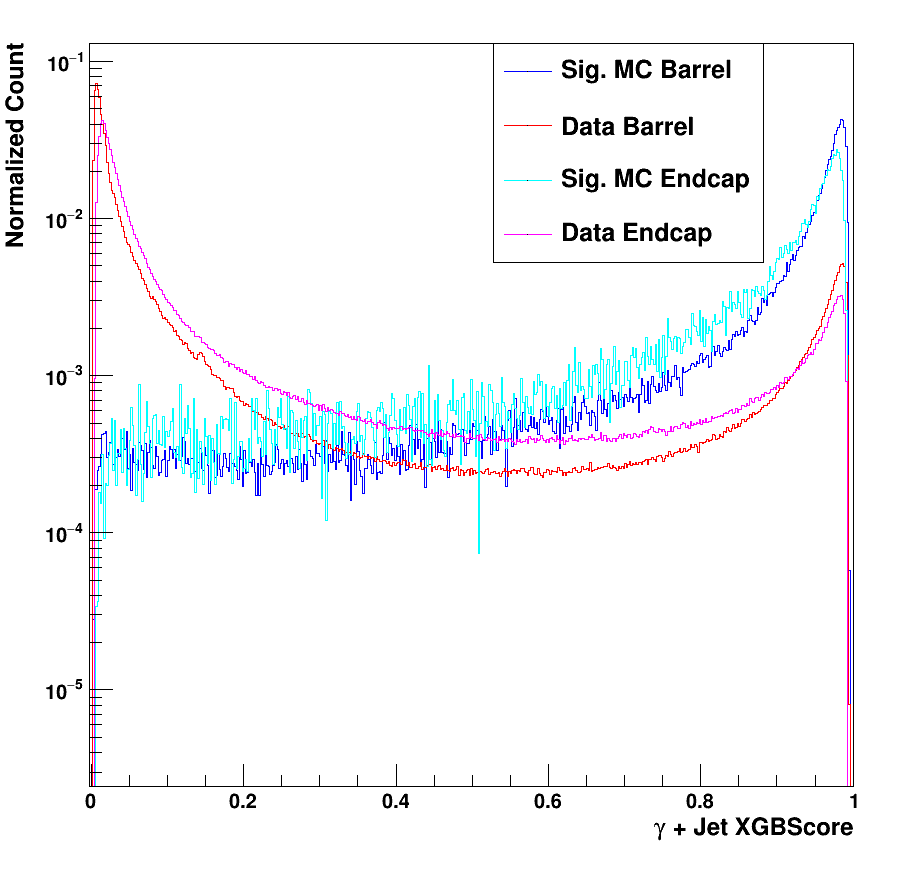 Normalized Count
10⁻¹
10⁻²
10⁻³
10⁻⁴
10⁻⁵
Sig. MC Barrel
Data Barrel
Sig. MC Endcap
Data Endcap
0 0.2 0.4 0.6 0.8 1
γ + Jet XGBScore